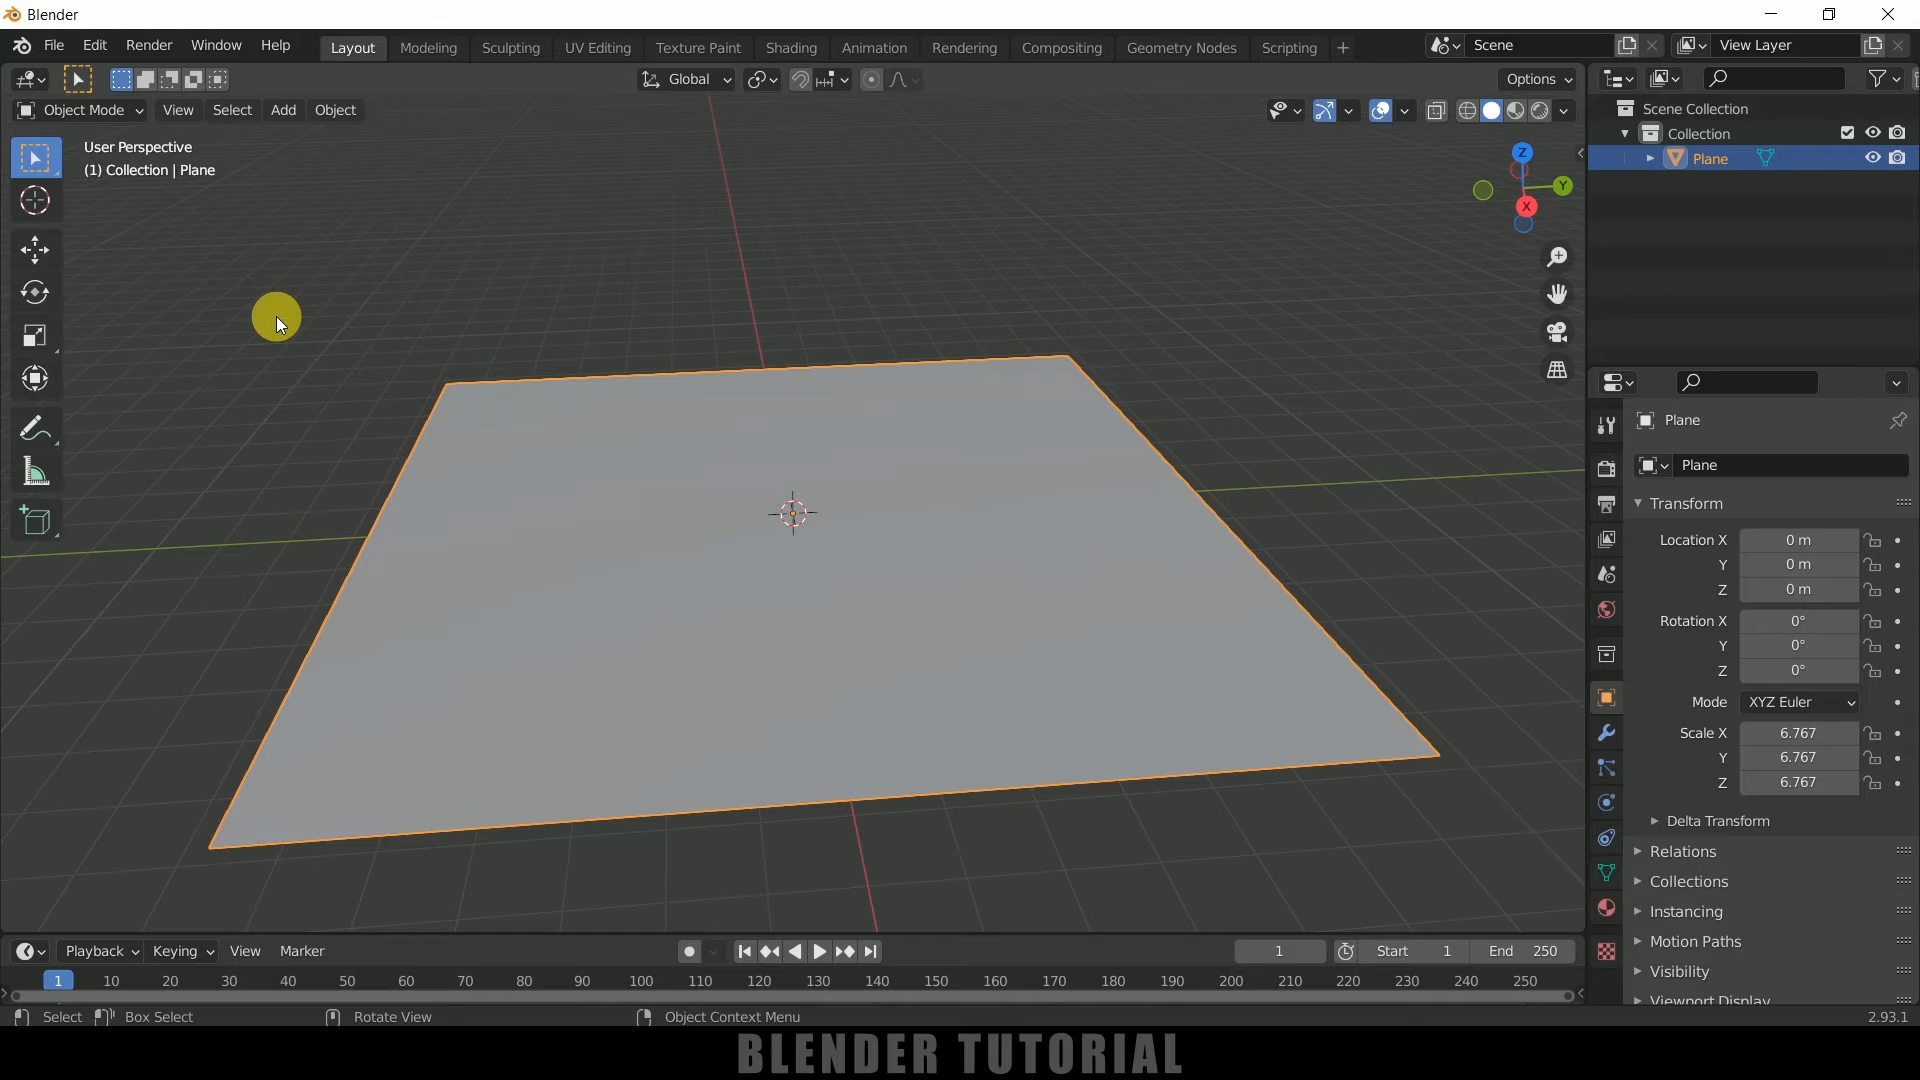 Blender
File Edit Render Window Help Layout Modeling Sculpting UV Editing Texture Paint Shading Animation Rendering Compositing Geometry Nodes Scripting + Scene View Layer
Global Options
Object Mode View Select Add Object
User Perspective
(1) Collection | Plane
Z
Y
X
Scene Collection
Collection
Plane
Plane
Plane
Transform
Location X 0 m
Y 0 m
Z 0 m
Rotation X 0°
Y 0°
Z 0°
Mode XYZ Euler
Scale X 6.767
Y 6.767
Z 6.767
Delta Transform
Relations
Collections
Instancing
Motion Paths
Visibility
Viewport Display
Playback Keying View Marker 1 Start 1 End 250
1 10 20 30 40 50 60 70 80 90 100 110 120 130 140 150 160 170 180 190 200 210 220 230 240 250
Select Box Select Rotate View Object Context Menu 2.93.1
BLENDER TUTORIAL